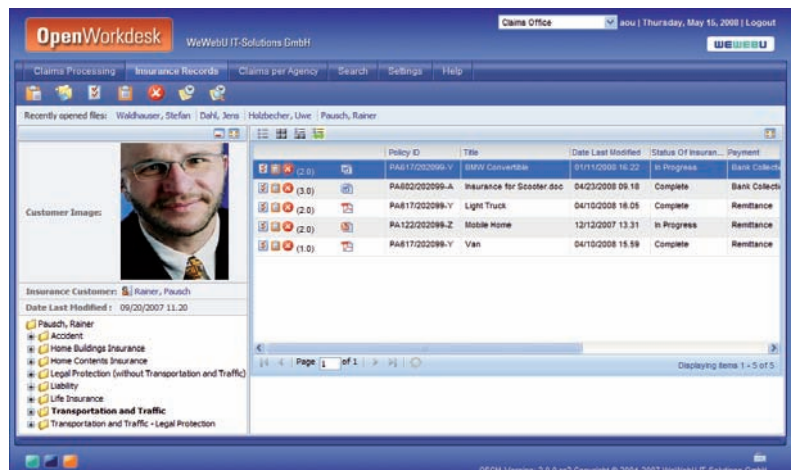 OpenWorkdesk
WeWebU IT-Solutions GmbH
Claims Office
aou | Thursday, May 15, 2008 | Logout
WEWEBU
Claims Processing Insurance Records Claims per Agency Search Settings Help
Recently opened files: Waldhauser, Stefan Dahl, Jens Holzbecher, Uwe Pausch, Rainer
Policy ID Title Date Last Modified Status Of Insuran... Payment
(2.0) PA617/202099-Y BMW Convertible 01/11/2008 16.22 In Progress Bank Collecti
(3.0) PA802/202099-A Insurance for Scooter.doc 04/23/2008 09.18 Complete Bank Collecti
(2.0) PA617/202099-Y Light Truck 04/10/2008 16.05 Complete Remittance
(2.0) PA122/202099-Z Mobile Home 12/12/2007 13.31 In Progress Remittance
(1.0) PA617/202099-Y Van 04/10/2008 15.59 Complete Remittance
Customer Image:
Insurance Customer: Rainer, Pausch
Date Last Modified : 09/20/2007 11.20
Pausch, Rainer
Accident
Home Buildings Insurance
Home Contents Insurance
Legal Protection (without Transportation and Traffic)
Liability
Life Insurance
Transportation and Traffic
Transportation and Traffic - Legal Protection
Page 1 of 1
Displaying items 1 - 5 of 5